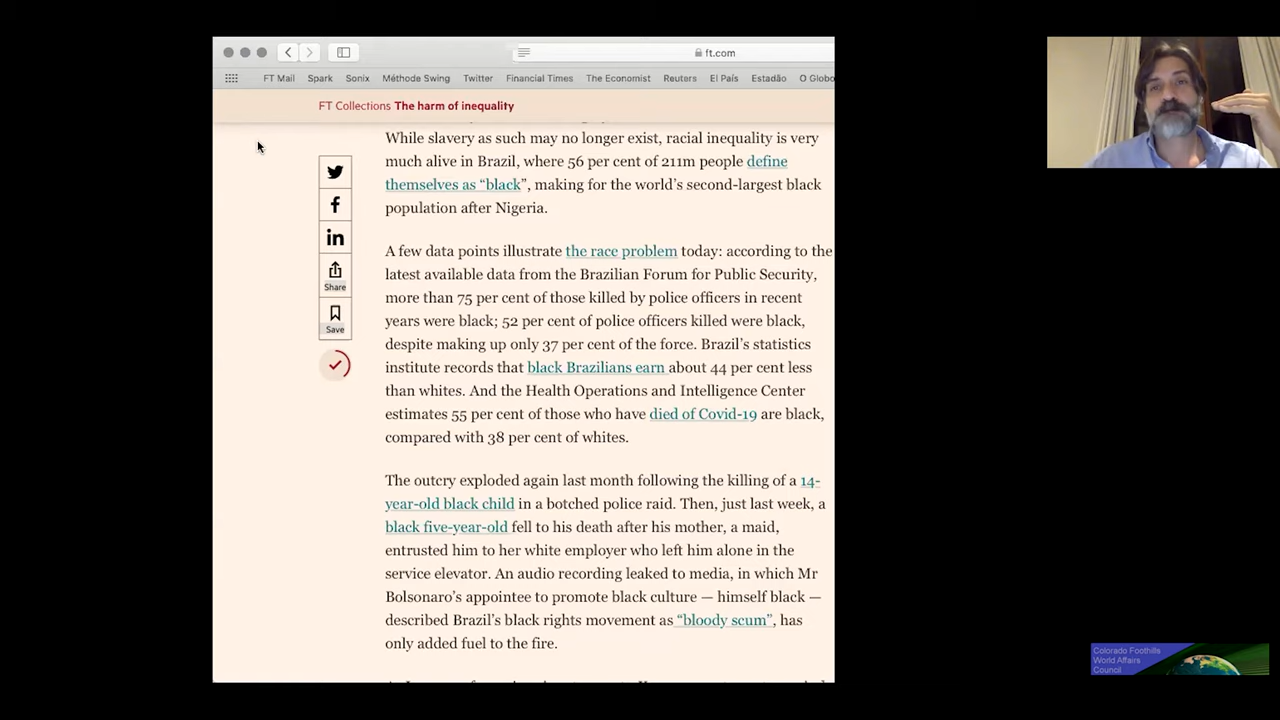 ft.com
FT Mail Spark Sonix Méthode Swing Twitter Financial Times The Economist Reuters El País Estadão O Globo
FT Collections The harm of inequality
While slavery as such may no longer exist, racial inequality is very
much alive in Brazil, where 56 per cent of 211m people define
themselves as “black”, making for the world’s second-largest black
population after Nigeria.
A few data points illustrate the race problem today: according to the
latest available data from the Brazilian Forum for Public Security,
more than 75 per cent of those killed by police officers in recent
years were black; 52 per cent of police officers killed were black,
despite making up only 37 per cent of the force. Brazil’s statistics
institute records that black Brazilians earn about 44 per cent less
than whites. And the Health Operations and Intelligence Center
estimates 55 per cent of those who have died of Covid-19 are black,
compared with 38 per cent of whites.
The outcry exploded again last month following the killing of a 14-
year-old black child in a botched police raid. Then, just last week, a
black five-year-old fell to his death after his mother, a maid,
entrusted him to her white employer who left him alone in the
service elevator. An audio recording leaked to media, in which Mr
Bolsonaro’s appointee to promote black culture — himself black —
described Brazil’s black rights movement as “bloody scum”, has
only added fuel to the fire.
Share
Save
Colorado Foothills
World Affairs
Council